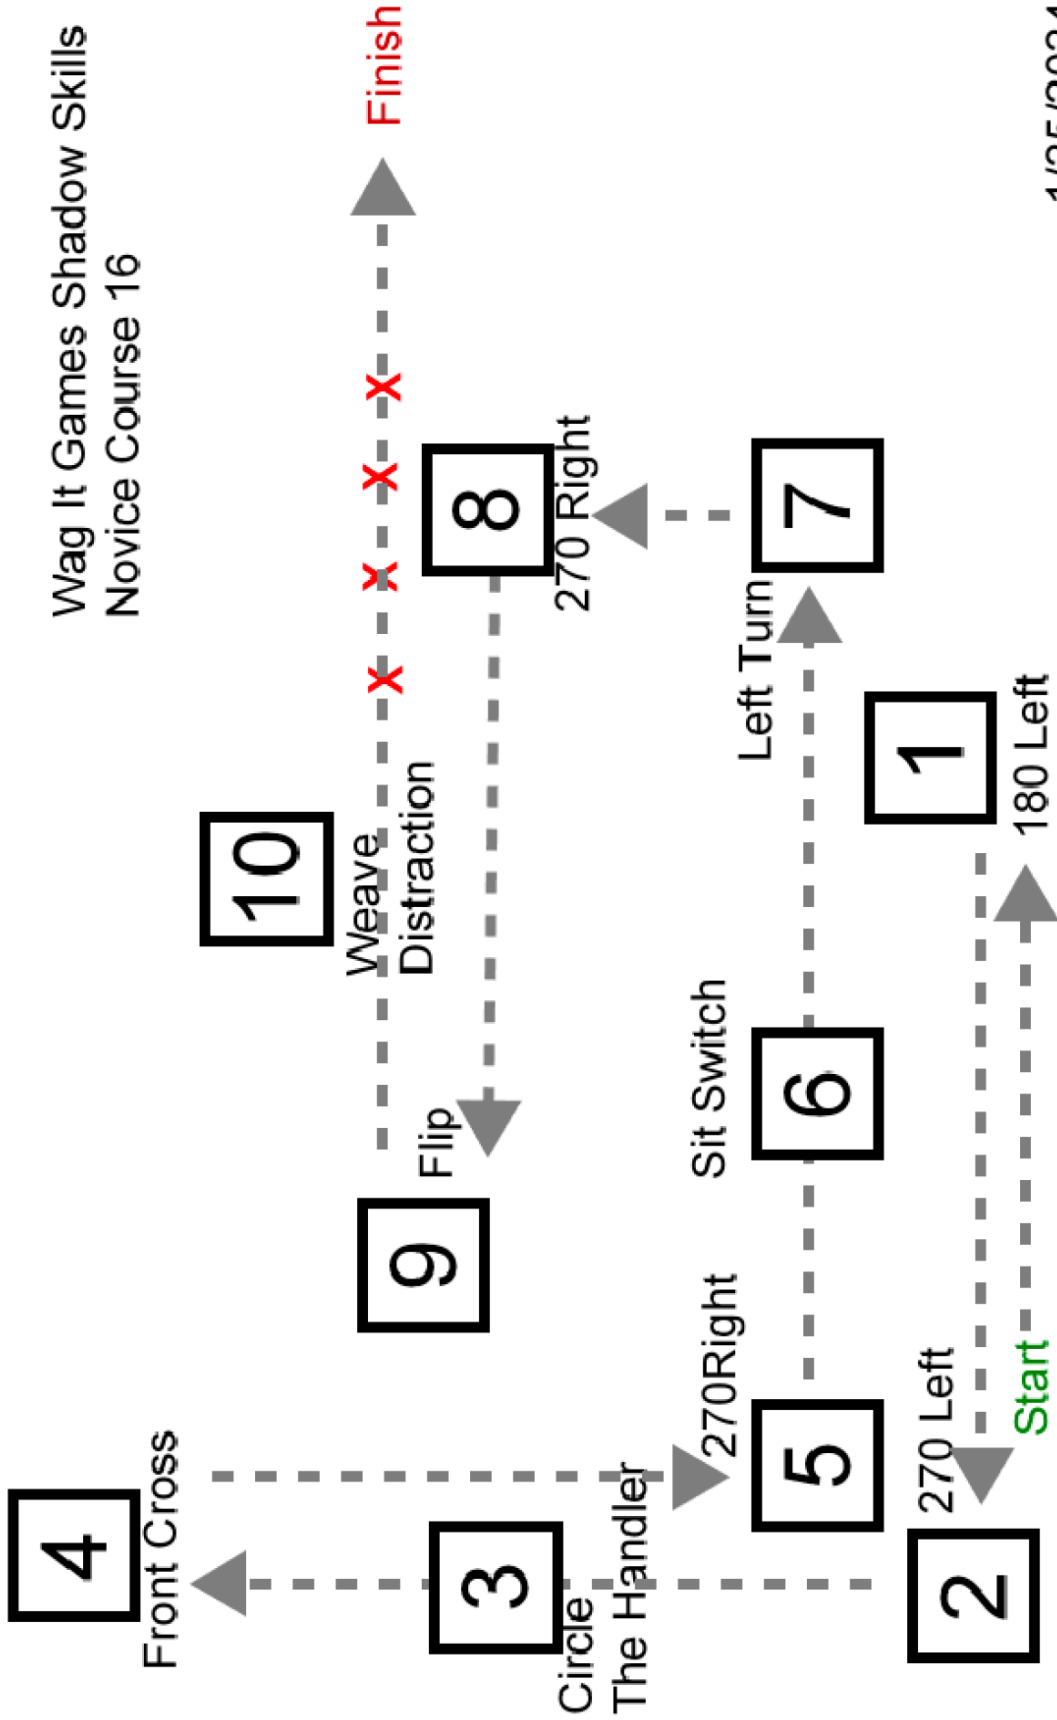 Wag It Games Shadow Skills
Novice Course 16
4
Front Cross
10
Weave
Distraction
X X X X
Finish
9
Flip
3
Circle
The Handler
8
270 Right
270Right
Sit Switch
Left Turn
5
6
7
1
270 Left
2
Start
180 Left